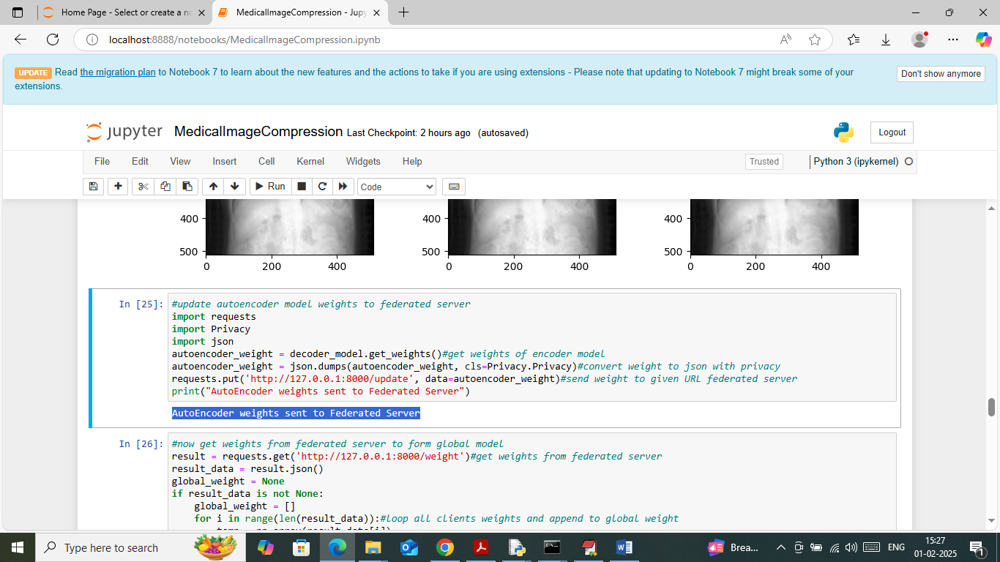 Home Page - Select or create a no
MedicalImageCompression - Jupy
localhost:8888/notebooks/MedicalImageCompression.ipynb
UPDATE Read the migration plan to Notebook 7 to learn about the new features and the actions to take if you are using extensions - Please note that updating to Notebook 7 might break some of your
extensions.
Don't show anymore
jupyter MedicalImageCompression Last Checkpoint: 2 hours ago (autosaved)
Logout
File Edit View Insert Cell Kernel Widgets Help
Trusted
Python 3 (ipykernel)
Run
Code
400 400 400
500 500 500
0 200 400 0 200 400 0 200 400
In [25]: #update autoencoder model weights to federated server
import requests
import Privacy
import json
autoencoder_weight = decoder_model.get_weights()#get weights of encoder model
autoencoder_weight = json.dumps(autoencoder_weight, cls=Privacy.Privacy)#convert weight to json with privacy
requests.put('http://127.0.0.1:8000/update', data=autoencoder_weight)#send weight to given URL federated server
print("AutoEncoder weights sent to Federated Server")
AutoEncoder weights sent to Federated Server
In [26]: #now get weights from federated server to form global model
result = requests.get('http://127.0.0.1:8000/weight')#get weights from federated server
result_data = result.json()
global_weight = None
if result_data is not None:
global_weight = []
for i in range(len(result_data)):#loop all clients weights and append to global weight
Type here to search
Brea...
ENG
15:27
01-02-2025
1